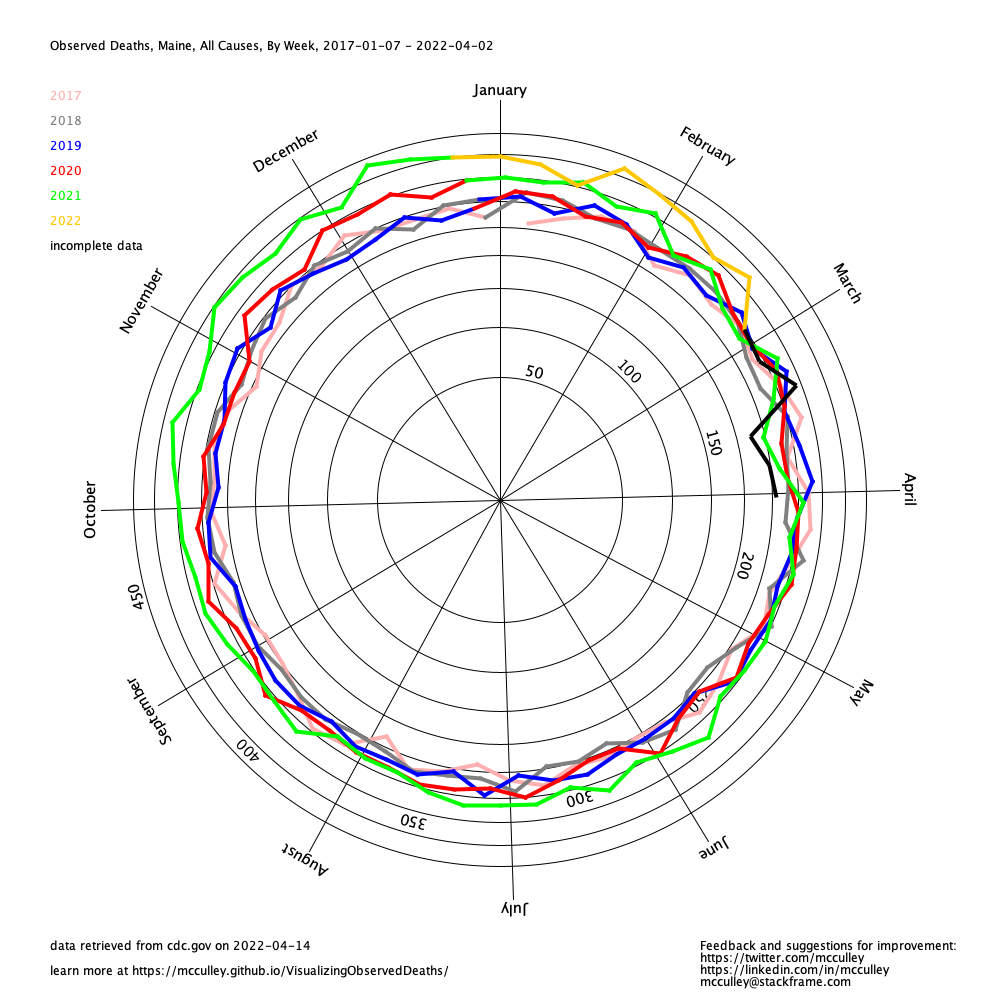 Observed Deaths, Maine, All Causes, By Week, 2017-01-07 - 2022-04-02
2017
2018
2019
2020
2021
2022
incomplete data
January
February
March
April
May
June
July
August
September
October
November
December
50
100
150
200
250
300
350
400
450
data retrieved from cdc.gov on 2022-04-14
learn more at https://mcculley.github.io/VisualizingObservedDeaths/
Feedback and suggestions for improvement:
https://twitter.com/mcculley
https://linkedin.com/in/mcculley
mcculley@stackframe.com